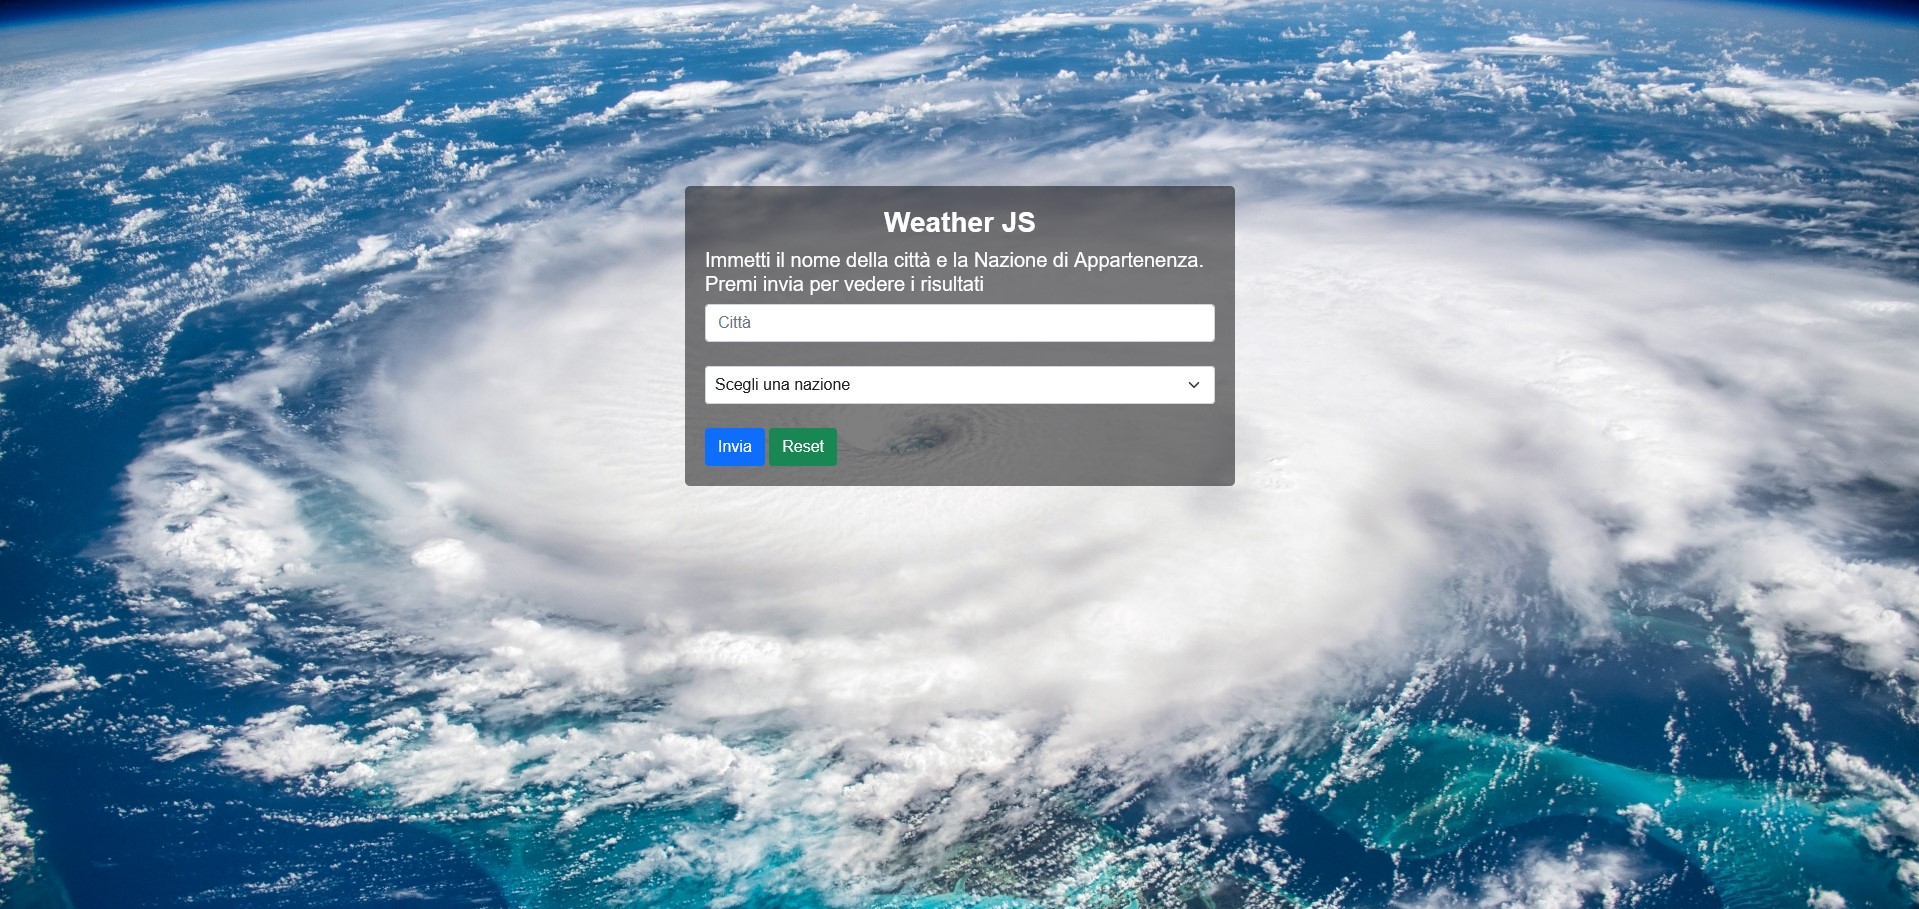 Weather JS
Immetti il nome della città e la Nazione di Appartenenza.
Premi invia per vedere i risultati
Città
Scegli una nazione
Invia Reset